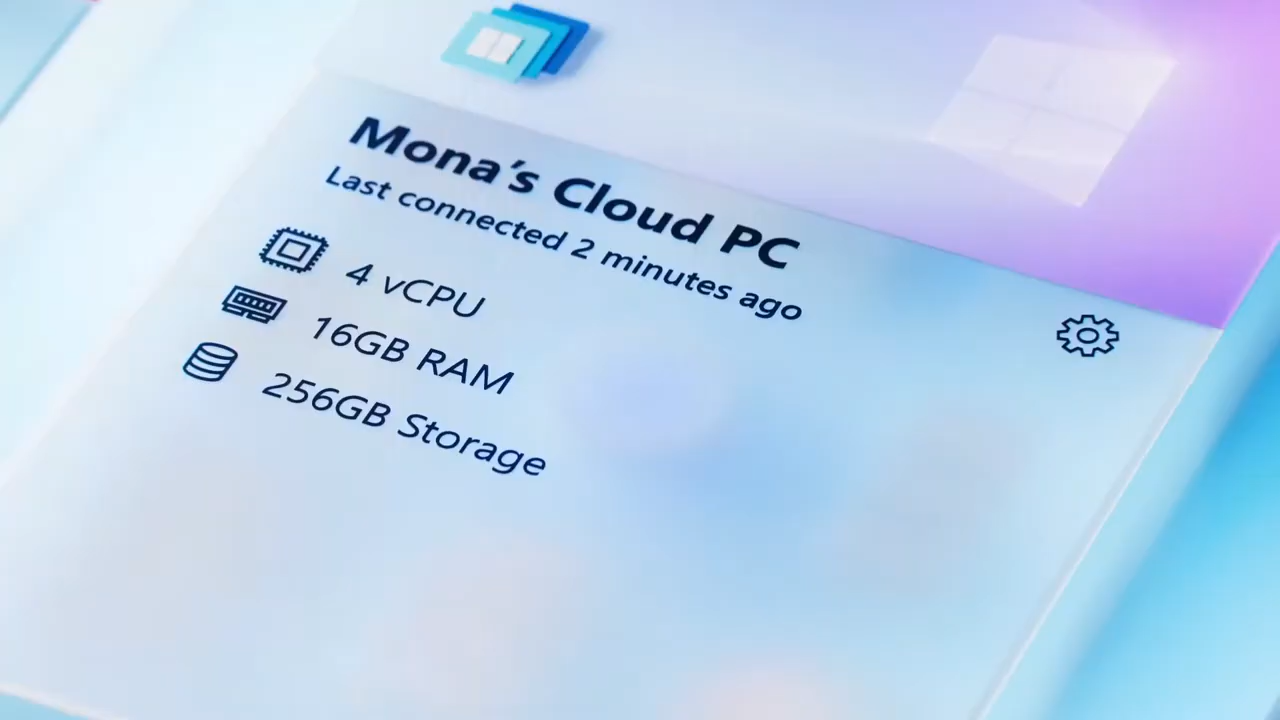 Mona’s Cloud PC
Last connected 2 minutes ago
4 vCPU
16GB RAM
256GB Storage